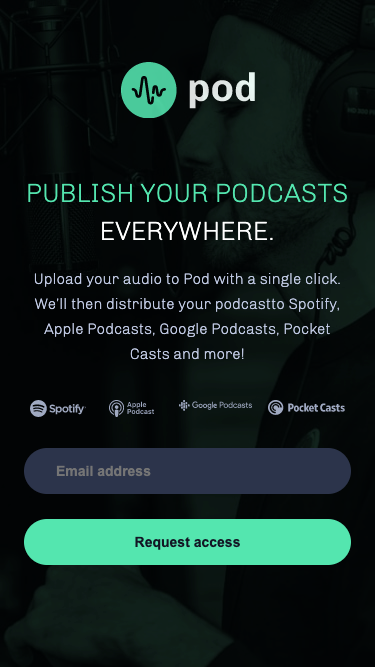 pod
PUBLISH YOUR PODCASTS
EVERYWHERE.
Upload your audio to Pod with a single click.
We'll then distribute your podcastto Spotify,
Apple Podcasts, Google Podcasts, Pocket
Casts and more!
Spotify
Apple
Podcast
Google Podcasts
Pocket Casts
Email address
Request access